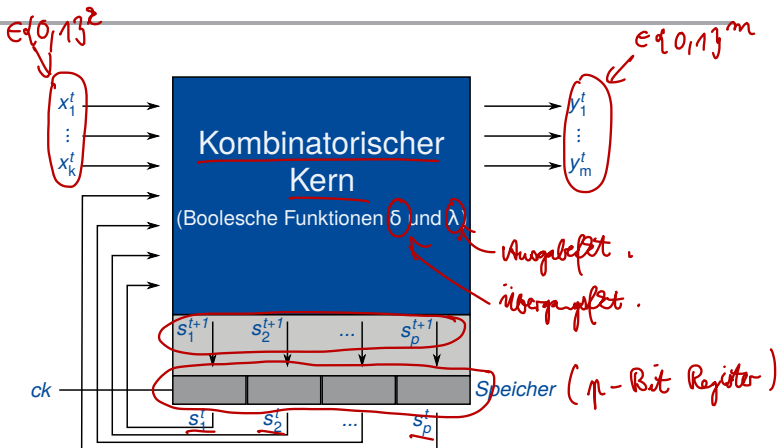 ∈{0,1}^2
∈{0,1}^m
x_1^t
y_1^t
⋮
⋮
x_k^t
y_m^t
Kombinatorischer
Kern
(Boolesche Funktionen δ und λ)
Ausgabefkt.
übergangsfkt.
s_1^{t+1} s_2^{t+1} ... s_p^{t+1}
ck
Speicher (p-Bit Register)
s_1^t s_2^t ... s_p^t